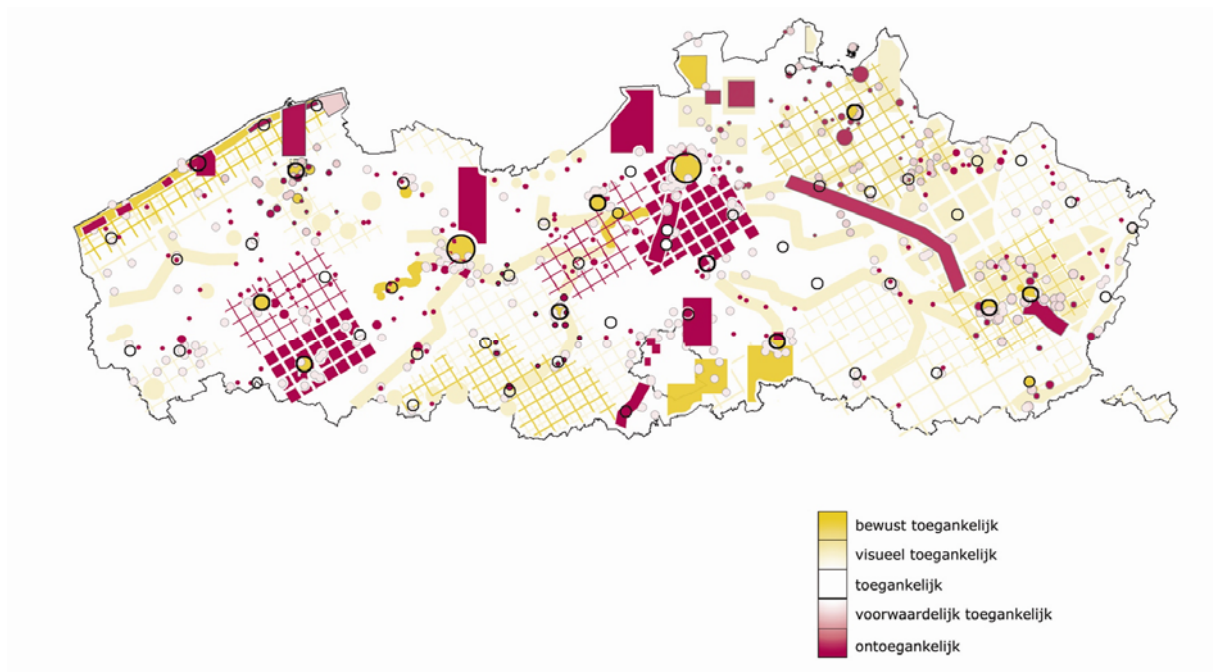 bewust toegankelijk
visueel toegankelijk
toegankelijk
voorwaardelijk toegankelijk
ontoegankelijk